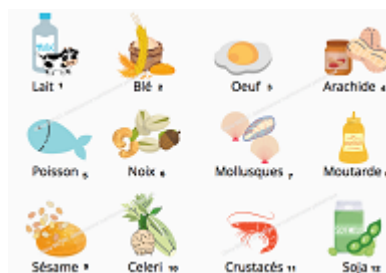 Lait 1
Blé 2
Oeuf 3
Arachide 4
Poisson 5
Noix 6
Mollusques 7
Moutarde
Sésame 9
Celeri 10
Crustacés 11
Soja 12